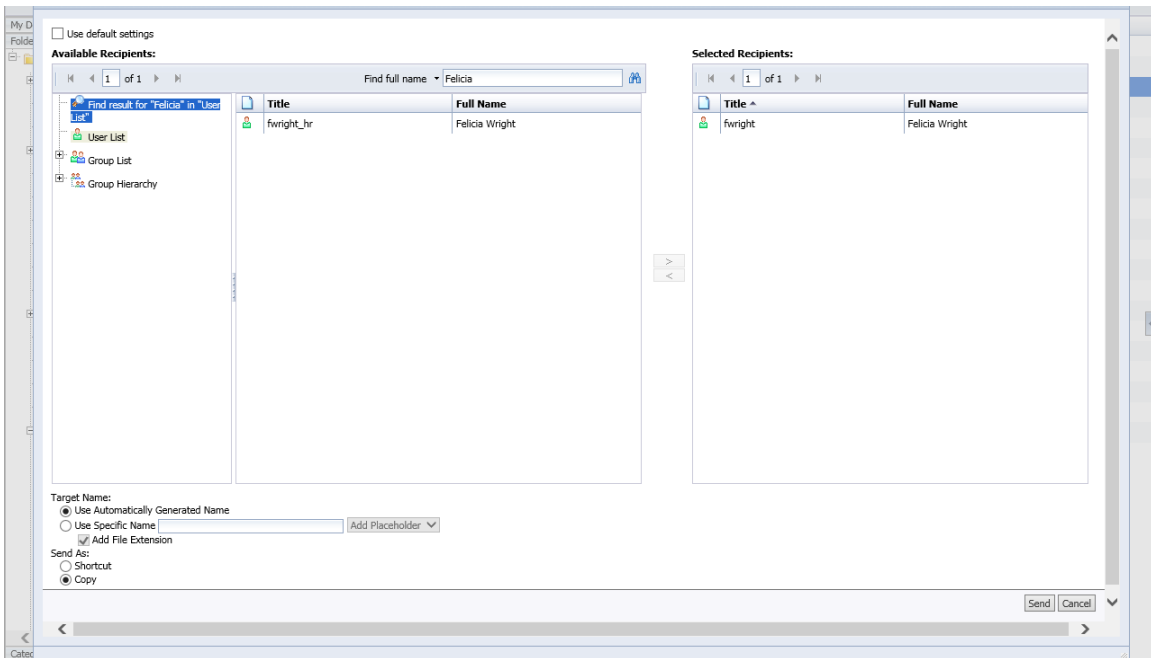 My D
Folde
Use default settings
Available Recipients:
Selected Recipients:
1 of 1
Find full name Felicia
1 of 1
Find result for "Felicia" in "User
List"
User List
Group List
Group Hierarchy
Title Full Name
fwright_hr Felicia Wright
Title Full Name
fwright Felicia Wright
>
<
Target Name:
Use Automatically Generated Name
Use Specific Name Add Placeholder
Add File Extension
Send As:
Shortcut
Copy
Send Cancel
Categ